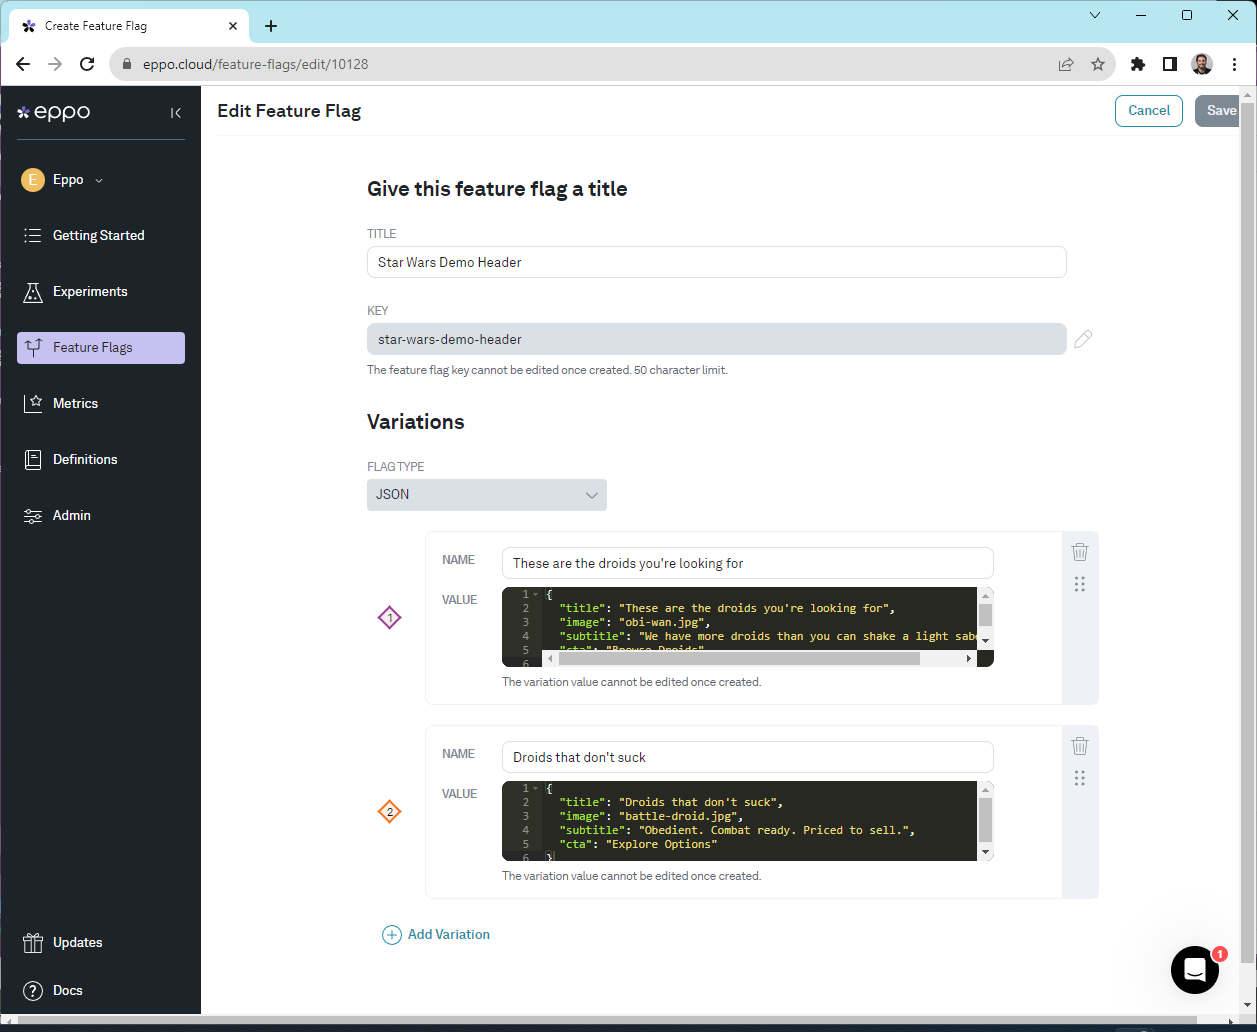 Create Feature Flag
eppo.cloud/feature-flags/edit/10128
eppo
Edit Feature Flag
Cancel
Save
E Eppo
Getting Started
Experiments
Feature Flags
Metrics
Definitions
Admin
Updates
Docs
Give this feature flag a title
TITLE
Star Wars Demo Header
KEY
star-wars-demo-header
The feature flag key cannot be edited once created. 50 character limit.
Variations
FLAG TYPE
JSON
1
NAME
These are the droids you're looking for
VALUE
1 {
2 "title": "These are the droids you're looking for",
3 "image": "obi-wan.jpg",
4 "subtitle": "We have more droids than you can shake a light sabe
5 "cta": "Browse Droids"
6
The variation value cannot be edited once created.
2
NAME
Droids that don't suck
VALUE
1 {
2 "title": "Droids that don't suck",
3 "image": "battle-droid.jpg",
4 "subtitle": "Obedient. Combat ready. Priced to sell.",
5 "cta": "Explore Options"
6 }
The variation value cannot be edited once created.
Add Variation
1